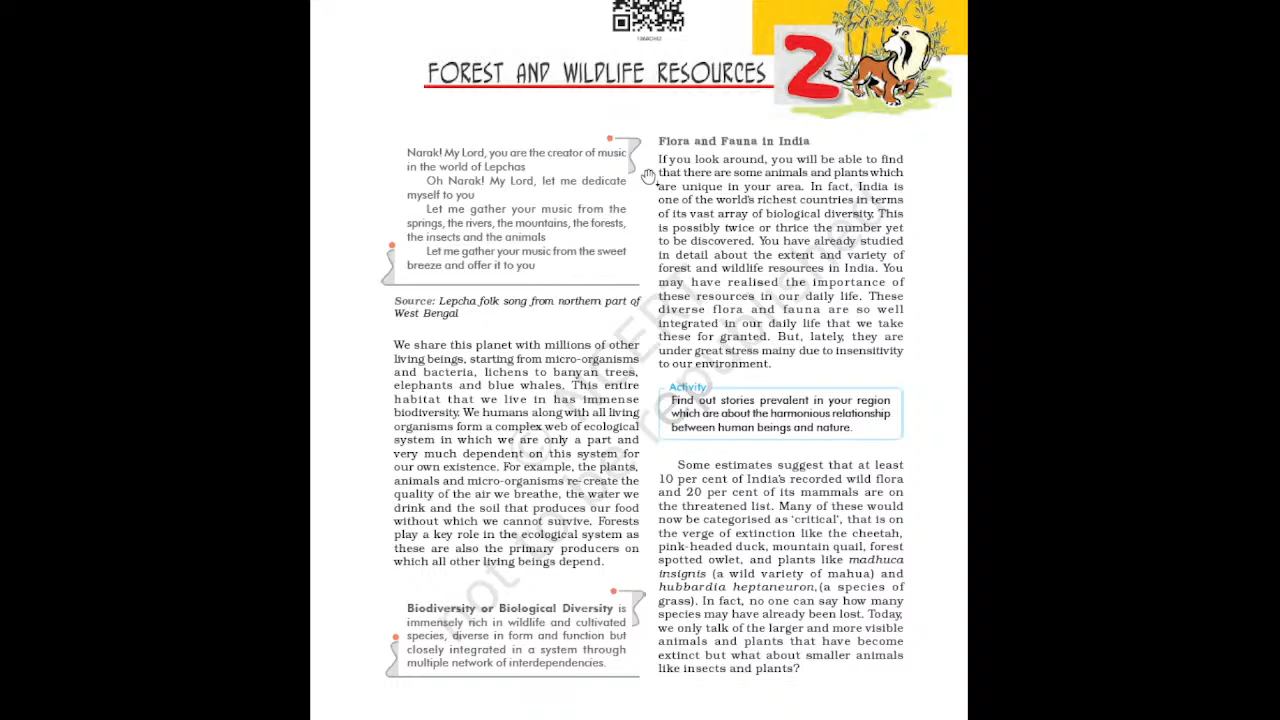 FOREST AND WILDLIFE RESOURCES
2
Narak! My Lord, you are the creator of music
in the world of Lepchas
Oh Narak! My Lord, let me dedicate
myself to you
Let me gather your music from the
springs, the rivers, the mountains, the forests,
the insects and the animals
Let me gather your music from the sweet
breeze and offer it to you
Source: Lepcha folk song from northern part of
West Bengal
We share this planet with millions of other
living beings, starting from micro-organisms
and bacteria, lichens to banyan trees,
elephants and blue whales. This entire
habitat that we live in has immense
biodiversity. We humans along with all living
organisms form a complex web of ecological
system in which we are only a part and
very much dependent on this system for
our own existence. For example, the plants,
animals and micro-organisms re-create the
quality of the air we breathe, the water we
drink and the soil that produces our food
without which we cannot survive. Forests
play a key role in the ecological system as
these are also the primary producers on
which all other living beings depend.
Biodiversity or Biological Diversity is
immensely rich in wildlife and cultivated
species, diverse in form and function but
closely integrated in a system through
multiple network of interdependencies.
Flora and Fauna in India
If you look around, you will be able to find
that there are some animals and plants which
are unique in your area. In fact, India is
one of the world's richest countries in terms
of its vast array of biological diversity. This
is possibly twice or thrice the number yet
to be discovered. You have already studied
in detail about the extent and variety of
forest and wildlife resources in India. You
may have realised the importance of
these resources in our daily life. These
diverse flora and fauna are so well
integrated in our daily life that we take
these for granted. But, lately, they are
under great stress mainy due to insensitivity
to our environment.
Activity
Find out stories prevalent in your region
which are about the harmonious relationship
between human beings and nature.
Some estimates suggest that at least
10 per cent of India's recorded wild flora
and 20 per cent of its mammals are on
the threatened list. Many of these would
now be categorised as 'critical', that is on
the verge of extinction like the cheetah,
pink-headed duck, mountain quail, forest
spotted owlet, and plants like madhuca
insignis (a wild variety of mahua) and
hubbardia heptaneuron,(a species of
grass). In fact, no one can say how many
species may have already been lost. Today,
we only talk of the larger and more visible
animals and plants that have become
extinct but what about smaller animals
like insects and plants?
© NCERT
not to be republished